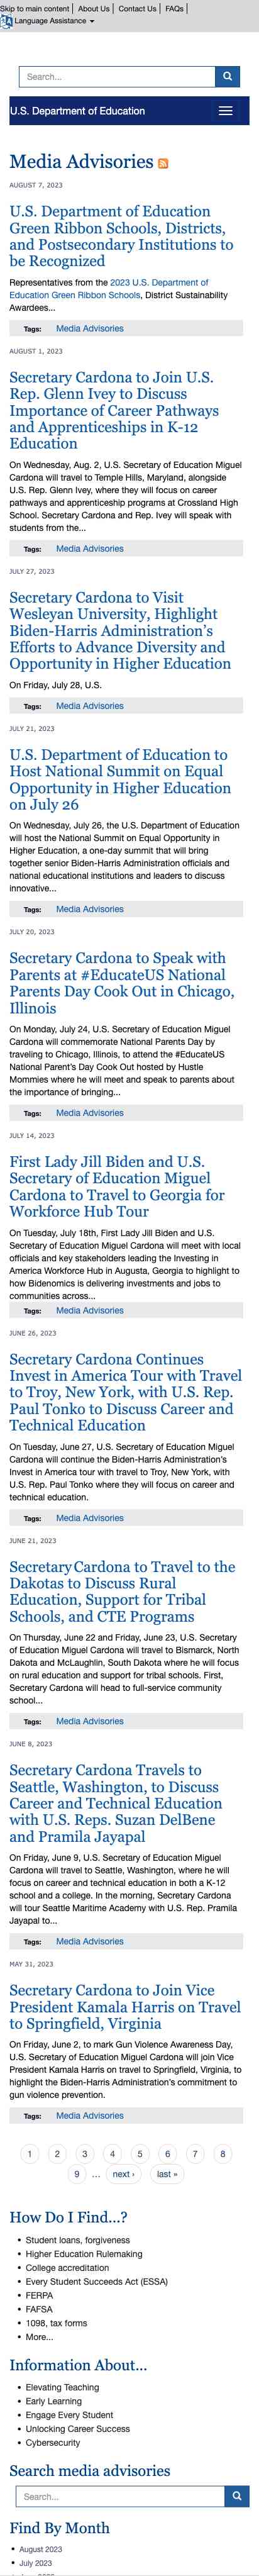 Skip to main content | About Us | Contact Us | FAQs |
Language Assistance
Search...
U.S. Department of Education
Media Advisories
AUGUST 7, 2023
U.S. Department of Education
Green Ribbon Schools, Districts,
and Postsecondary Institutions to
be Recognized
Representatives from the 2023 U.S. Department of
Education Green Ribbon Schools, District Sustainability
Awardees...
Tags: Media Advisories
AUGUST 1, 2023
Secretary Cardona to Join U.S.
Rep. Glenn Ivey to Discuss
Importance of Career Pathways
and Apprenticeships in K-12
Education
On Wednesday, Aug. 2, U.S. Secretary of Education Miguel
Cardona will travel to Temple Hills, Maryland, alongside
U.S. Rep. Glenn Ivey, where they will focus on career
pathways and apprenticeship programs at Crossland High
School. Secretary Cardona and Rep. Ivey will speak with
students from the...
Tags: Media Advisories
JULY 27, 2023
Secretary Cardona to Visit
Wesleyan University, Highlight
Biden-Harris Administration's
Efforts to Advance Diversity and
Opportunity in Higher Education
On Friday, July 28, U.S.
Tags: Media Advisories
JULY 21, 2023
U.S. Department of Education to
Host National Summit on Equal
Opportunity in Higher Education
on July 26
On Wednesday, July 26, the U.S. Department of Education
will host the National Summit on Equal Opportunity in
Higher Education, a one-day summit that will bring
together senior Biden-Harris Administration officials and
national educational institutions and leaders to discuss
innovative...
Tags: Media Advisories
JULY 20, 2023
Secretary Cardona to Speak with
Parents at #EducateUS National
Parents Day Cook Out in Chicago,
Illinois
On Monday, July 24, U.S. Secretary of Education Miguel
Cardona will commemorate National Parents Day by
traveling to Chicago, Illinois, to attend the #EducateUS
National Parent's Day Cook Out hosted by Hustle
Mommies where he will meet and speak to parents about
the importance of bringing...
Tags: Media Advisories
JULY 14, 2023
First Lady Jill Biden and U.S.
Secretary of Education Miguel
Cardona to Travel to Georgia for
Workforce Hub Tour
On Tuesday, July 18th, First Lady Jill Biden and U.S.
Secretary of Education Miguel Cardona will meet with local
officials and key stakeholders leading the Investing in
America Workforce Hub in Augusta, Georgia to highlight to
how Bidenomics is delivering investments and jobs to
communities across...
Tags: Media Advisories
JUNE 26, 2023
Secretary Cardona Continues
Invest in America Tour with Travel
to Troy, New York, with U.S. Rep.
Paul Tonko to Discuss Career and
Technical Education
On Tuesday, June 27, U.S. Secretary of Education Miguel
Cardona will continue the Biden-Harris Administration's
Invest in America tour with travel to Troy, New York, with
U.S. Rep. Paul Tonko where they will focus on career and
technical education.
Tags: Media Advisories
JUNE 21, 2023
Secretary Cardona to Travel to the
Dakotas to Discuss Rural
Education, Support for Tribal
Schools, and CTE Programs
On Thursday, June 22 and Friday, June 23, U.S. Secretary
of Education Miguel Cardona will travel to Bismarck, North
Dakota and McLaughlin, South Dakota where he will focus
on rural education and support for tribal schools. First,
Secretary Cardona will head to full-service community
school...
Tags: Media Advisories
JUNE 8, 2023
Secretary Cardona Travels to
Seattle, Washington, to Discuss
Career and Technical Education
with U.S. Reps. Suzan DelBene
and Pramila Jayapal
On Friday, June 9, U.S. Secretary of Education Miguel
Cardona will travel to Seattle, Washington, where he will
focus on career and technical education in both a K-12
school and a college. In the morning, Secretary Cardona
will tour Seattle Maritime Academy with U.S. Rep. Pramila
Jayapal to...
Tags: Media Advisories
MAY 31, 2023
Secretary Cardona to Join Vice
President Kamala Harris on Travel
to Springfield, Virginia
On Friday, June 2, to mark Gun Violence Awareness Day,
U.S. Secretary of Education Miguel Cardona will join Vice
President Kamala Harris on travel to Springfield, Virginia, to
highlight the Biden-Harris Administration's commitment to
gun violence prevention.
Tags: Media Advisories
1 2 3 4 5 6 7 8
9 … next › last »
How Do I Find...?
• Student loans, forgiveness
• Higher Education Rulemaking
• College accreditation
• Every Student Succeeds Act (ESSA)
• FERPA
• FAFSA
• 1098, tax forms
• More...
Information About...
• Elevating Teaching
• Early Learning
• Engage Every Student
• Unlocking Career Success
• Cybersecurity
Search media advisories
Search...
Find By Month
• August 2023
• July 2023